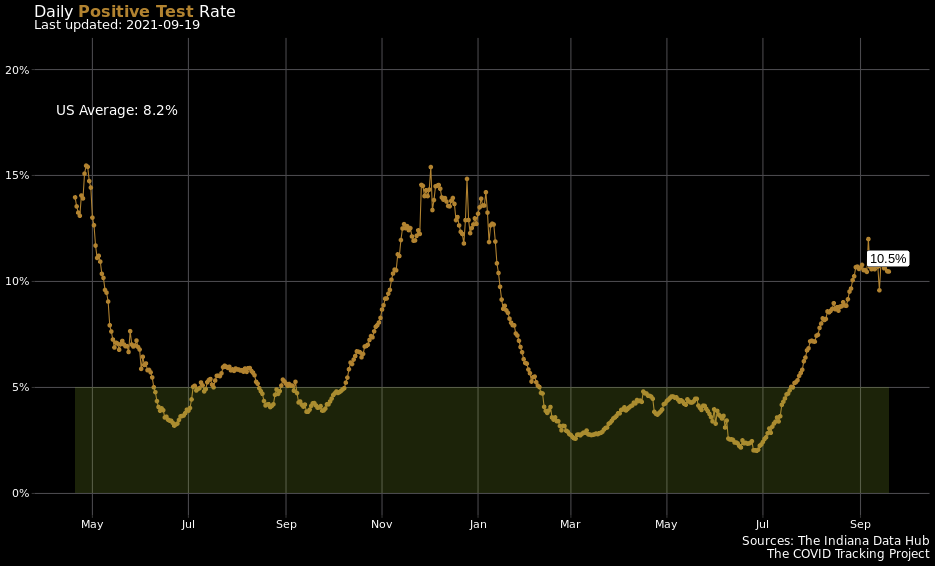 Daily Positive Test Rate
Last updated: 2021-09-19
20%
US Average: 8.2%
15%
10.5%
10%
5%
0%
May Jul Sep Nov Jan Mar May Jul Sep
Sources: The Indiana Data Hub
The COVID Tracking Project